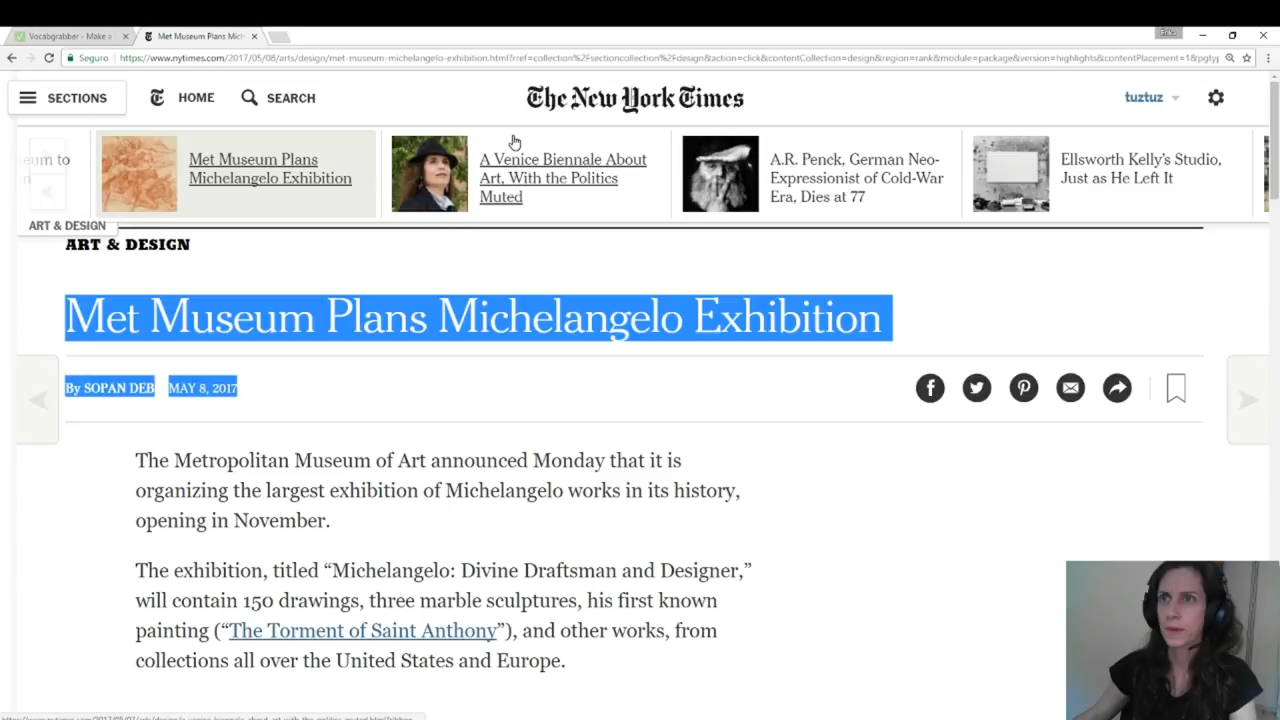 Vocabgrabber - Make a
Met Museum Plans Mich
Seguro
https://www.nytimes.com/2017/05/08/arts/design/met-museum-michelangelo-exhibition.html?rref=collection%2Fsectioncollection%2Fdesign&action=click&contentCollection=design&region=rank&module=package&version=highlights&contentPlacement=1&pgtyp
SECTIONS
HOME
SEARCH
The New York Times
tuztuz
eum to
Met Museum Plans
Michelangelo Exhibition
A Venice Biennale About
Art, With the Politics
Muted
A.R. Penck, German Neo-
Expressionist of Cold-War
Era, Dies at 77
Ellsworth Kelly's Studio,
Just as He Left It
ART & DESIGN
ART & DESIGN
Met Museum Plans Michelangelo Exhibition
By SOPAN DEB MAY 8, 2017
The Metropolitan Museum of Art announced Monday that it is
organizing the largest exhibition of Michelangelo works in its history,
opening in November.
The exhibition, titled “Michelangelo: Divine Draftsman and Designer,”
will contain 150 drawings, three marble sculptures, his first known
painting (“The Torment of Saint Anthony”), and other works, from
collections all over the United States and Europe.